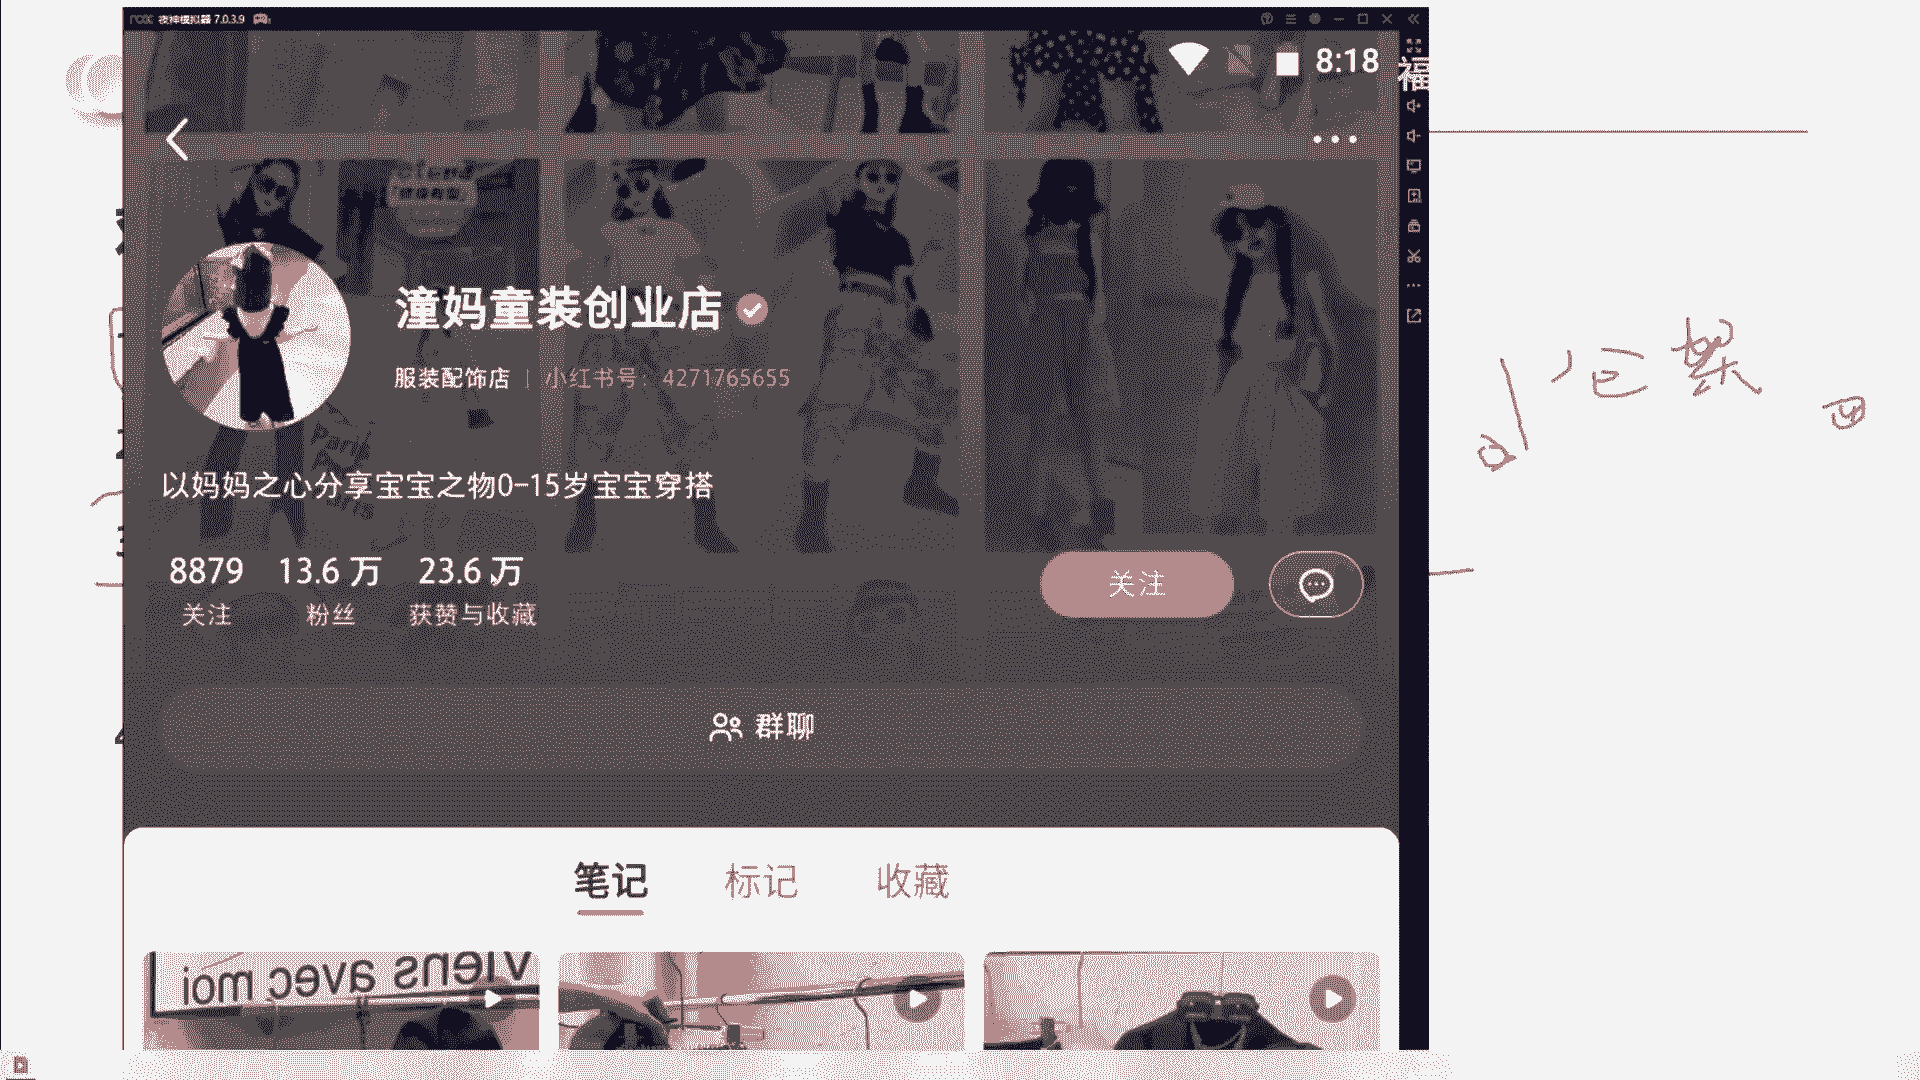 夜神模拟器 7.0.3.9
8:18
福
潼妈童装创业店
服装配饰店 | 小红书号：4271765655
以妈妈之心分享宝宝之物0-15岁宝宝穿搭
8879 13.6 万 23.6 万
关注 粉丝 获赞与收藏
关注
群聊
笔记 标记 收藏
Viens avec moi